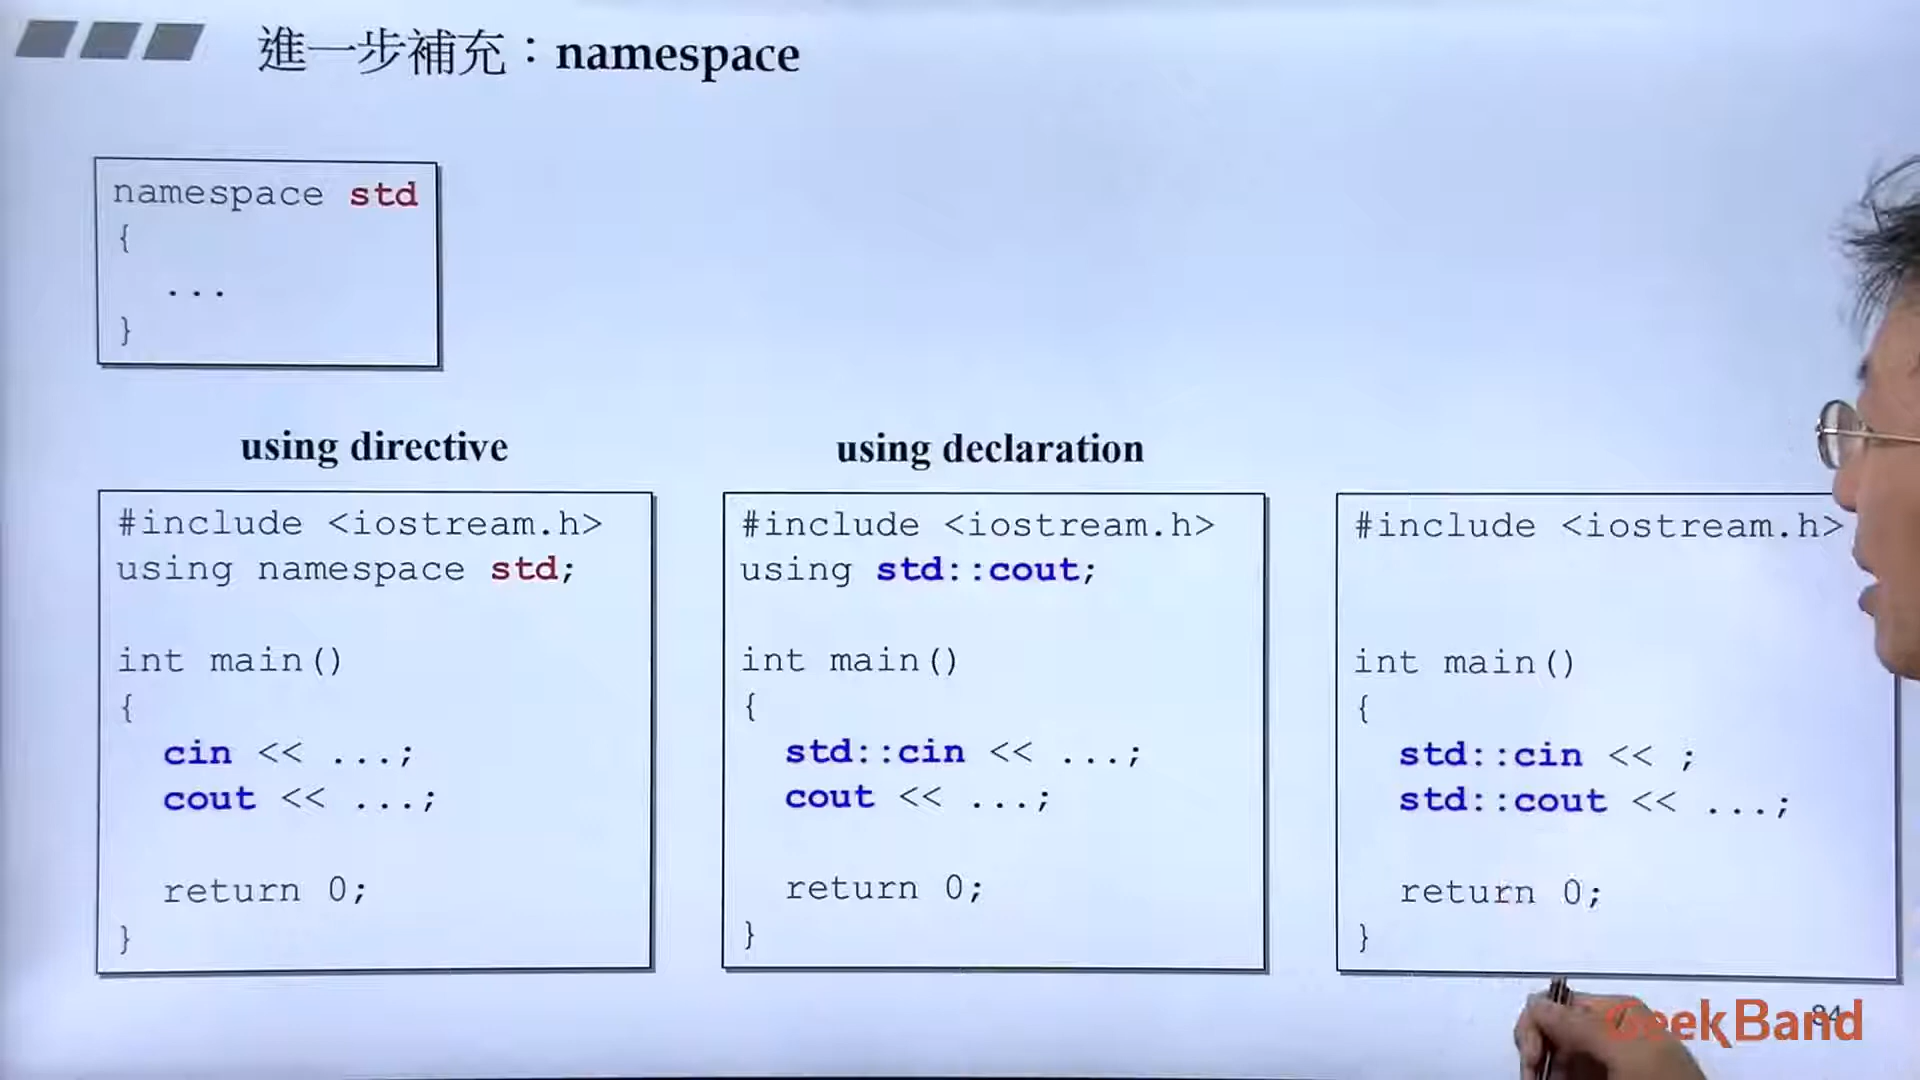 進一步補充：namespace
namespace std
{
...
}
using directive
#include <iostream.h>
using namespace std;
int main()
{
cin << ...;
cout << ...;
return 0;
}
using declaration
#include <iostream.h>
using std::cout;
int main()
{
std::cin << ...;
cout << ...;
return 0;
}
#include <iostream.h>
int main()
{
std::cin << ;
std::cout << ...;
return 0;
}
84
GeekBand